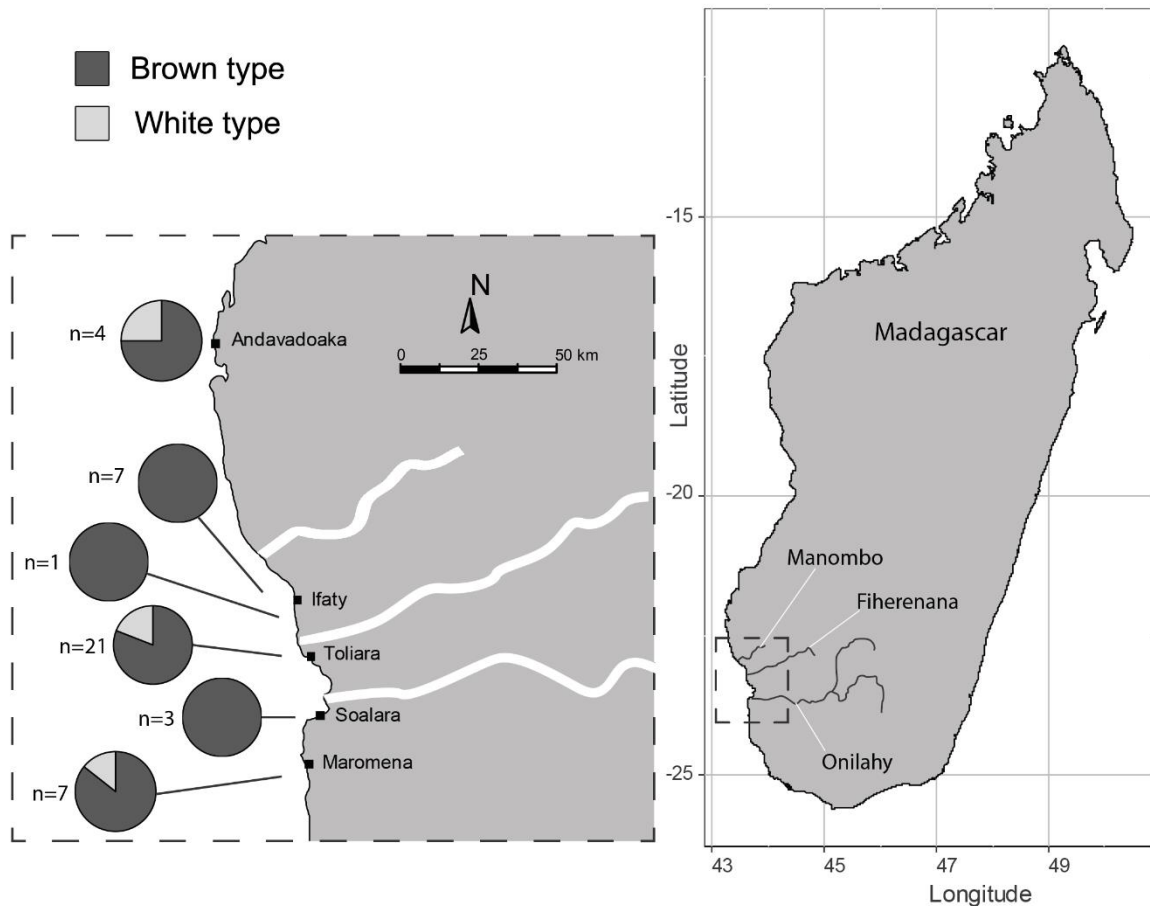 Brown type
White type
N
0 25 50 km
n=4
Andavadoaka
n=7
n=1
Ifaty
n=21
Toliara
n=3
Soalara
Maromena
n=7
-15
Madagascar
Latitude
-20
Manombo
Fiherenana
Onilahy
-25
43 45 47 49
Longitude